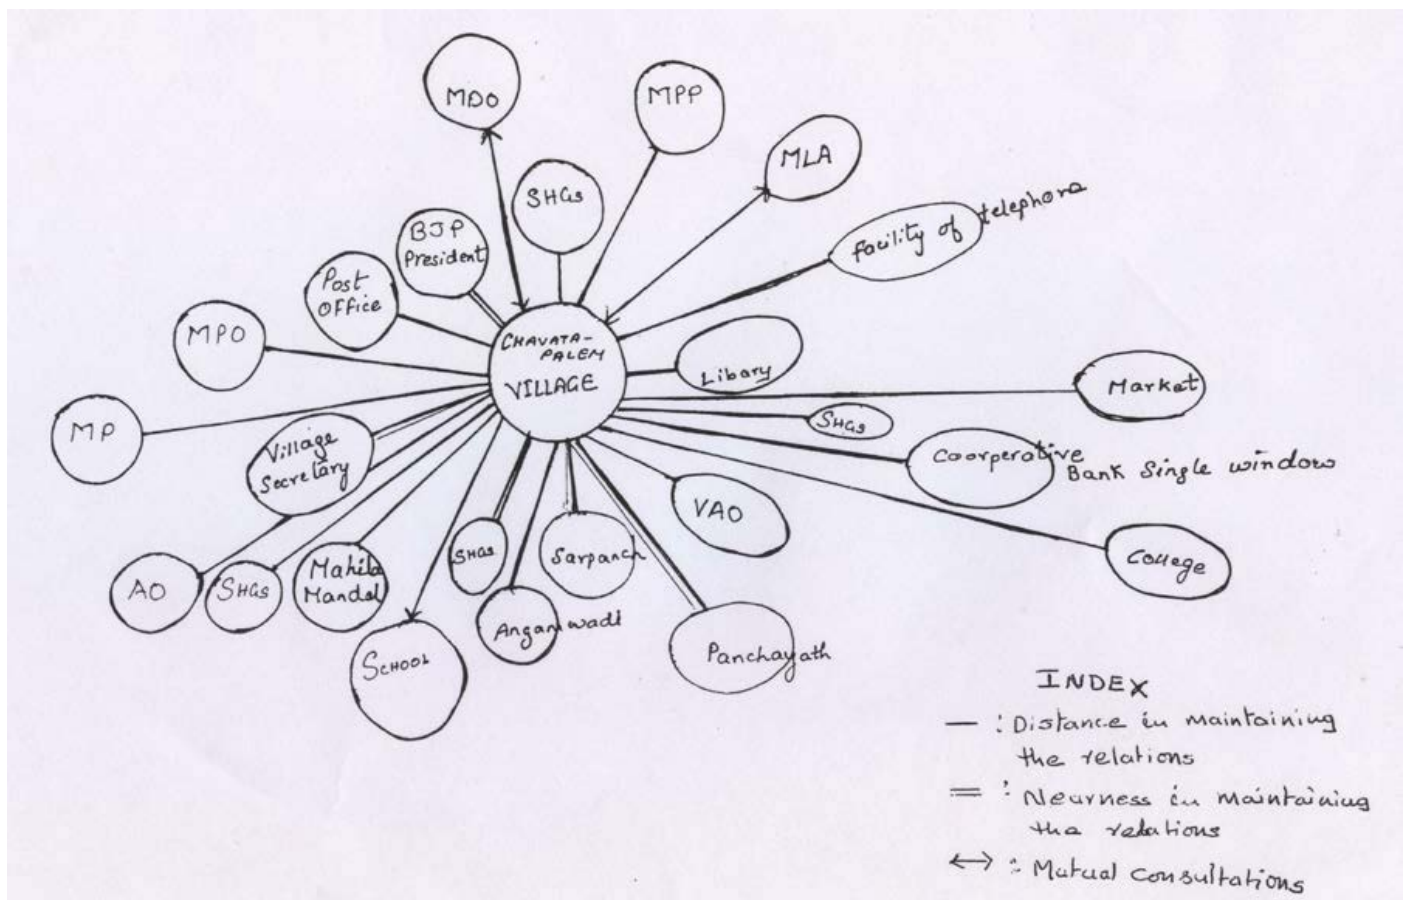 MDO
MPP
MLA
SHGs
BJP
President
facility of telephone
Post
Office
MPO
CHAVATA-
PALEM
VILLAGE
Libary
Market
MP
SHGs
Village
Secretary
Coorperative
Bank Single window
VAO
College
AO
SHGs
Mahila
Mandal
SHGs
Sarpanch
Anganwadi
School
Panchayath
INDEX
— : Distance in maintaining
the relations
= : Nearness in maintaining
the relations
↔ : Mutual consultations